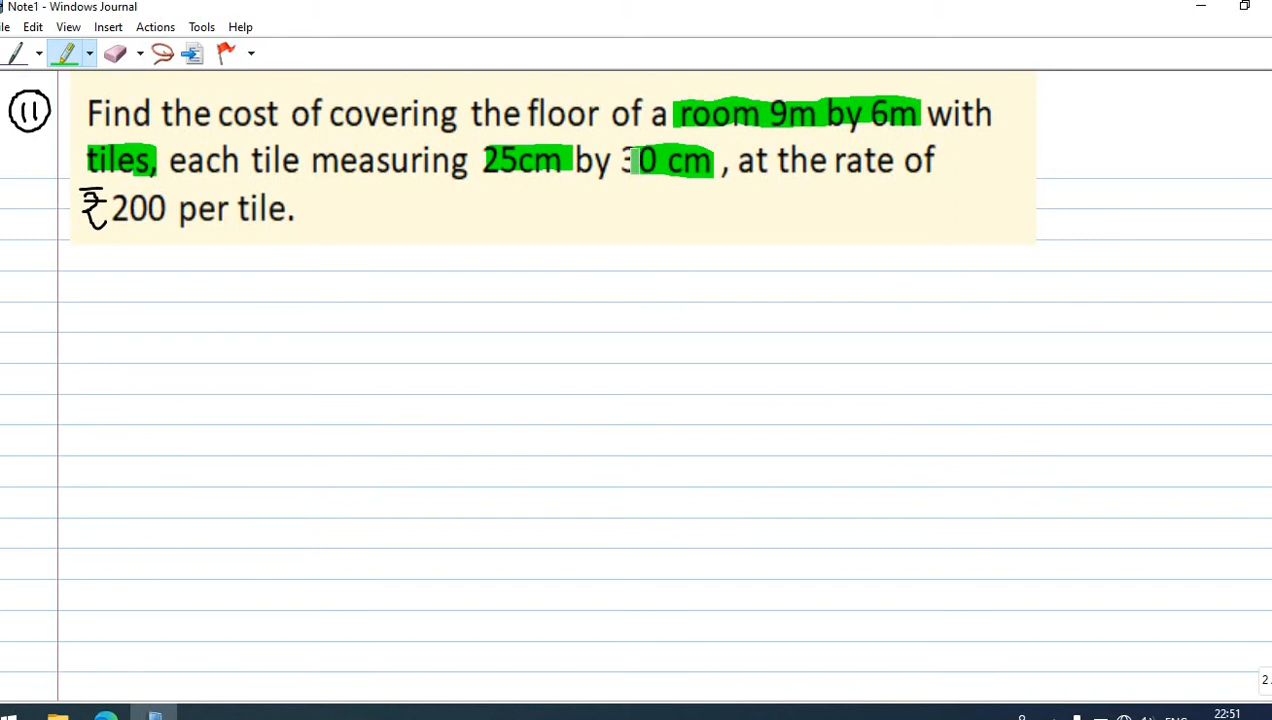 Note1 - Windows Journal
Edit View Insert Actions Tools Help
11 Find the cost of covering the floor of a room 9m by 6m with
tiles, each tile measuring 25cm by 30 cm , at the rate of
₹200 per tile.
2
22:51